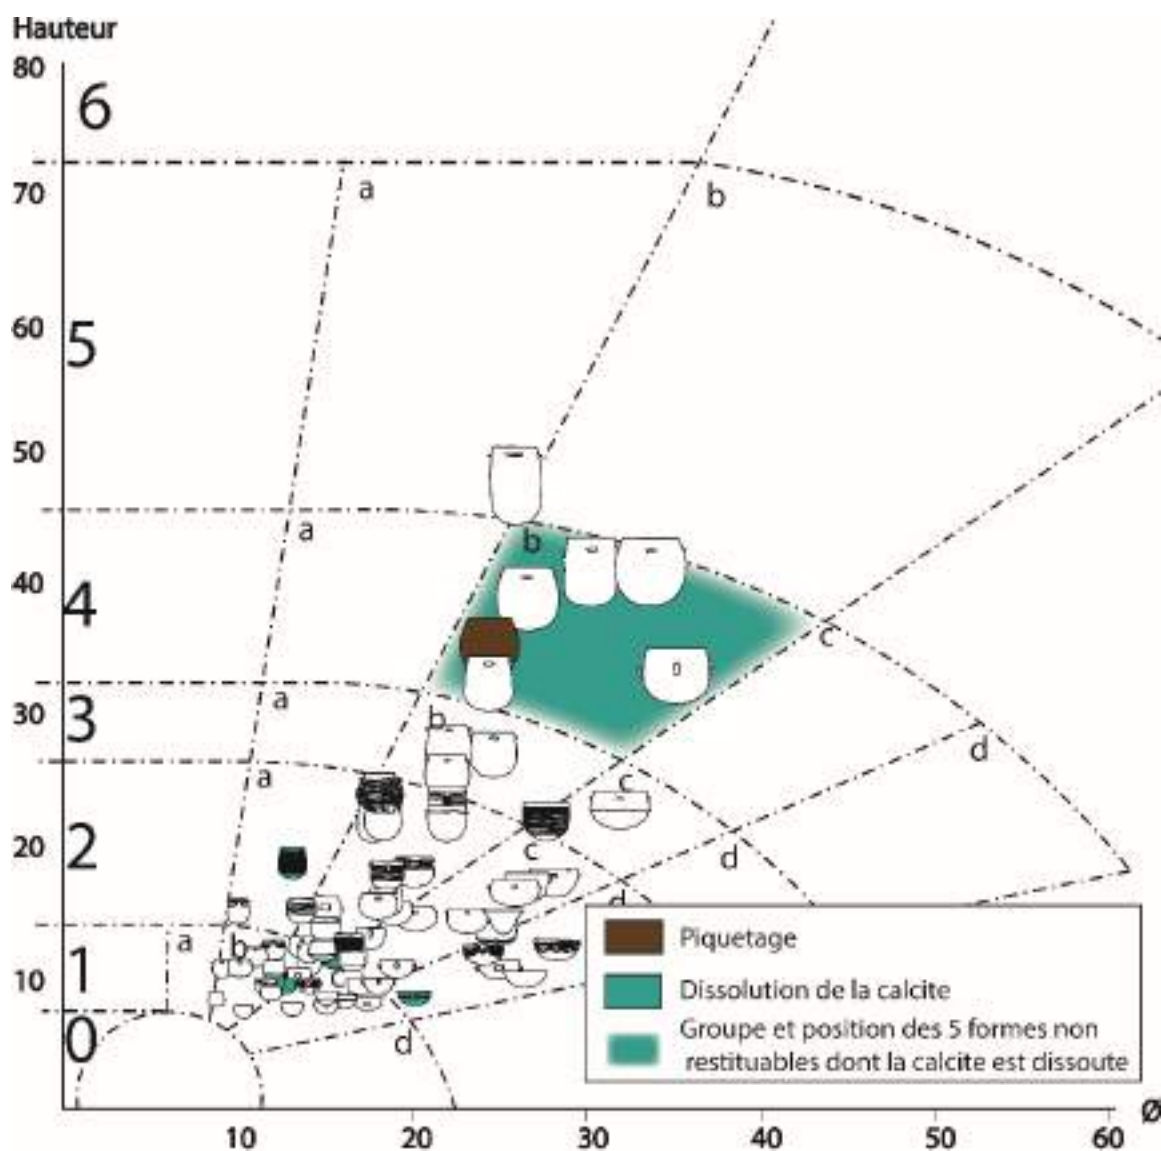 Hauteur
80
6
70
a
b
60
5
50
a
b
40
4
c
30
3
a
b
d
a
c
20
2
c
d
d
a
b
1
10
0
d
Piquetage
Dissolution de la calcite
Groupe et position des 5 formes non
restituables dont la calcite est dissoute
Ø
10
20
30
40
50
60